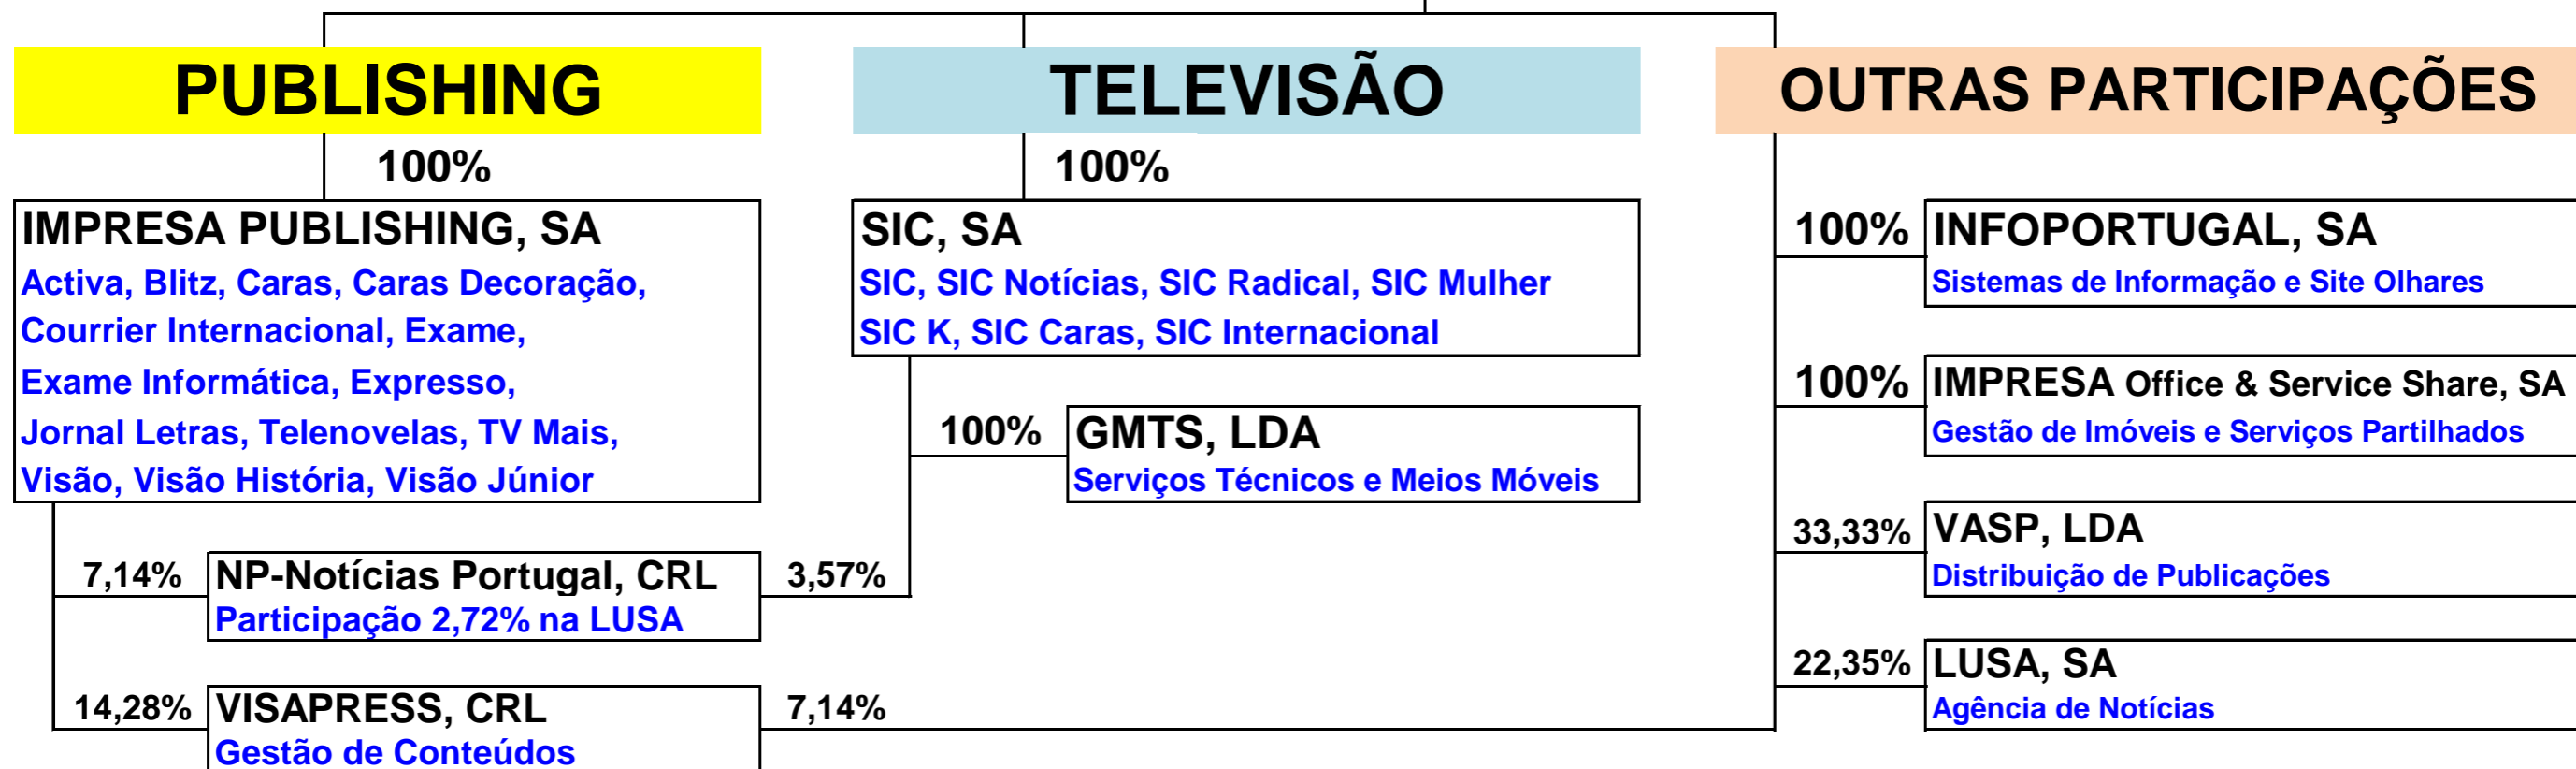 PUBLISHING
100%
IMPRESA PUBLISHING, SA
Activa, Blitz, Caras, Caras Decoração,
Courrier Internacional, Exame,
Exame Informática, Expresso,
Jornal Letras, Telenovelas, TV Mais,
Visão, Visão História, Visão Júnior
7,14%
NP-Notícias Portugal, CRL
Participação 2,72% na LUSA
3,57%
14,28%
VISAPRESS, CRL
Gestão de Conteúdos
7,14%
TELEVISÃO
100%
SIC, SA
SIC, SIC Notícias, SIC Radical, SIC Mulher
SIC K, SIC Caras, SIC Internacional
100%
GMTS, LDA
Serviços Técnicos e Meios Móveis
OUTRAS PARTICIPAÇÕES
100%
INFOPORTUGAL, SA
Sistemas de Informação e Site Olhares
100%
IMPRESA Office & Service Share, SA
Gestão de Imóveis e Serviços Partilhados
33,33%
VASP, LDA
Distribuição de Publicações
22,35%
LUSA, SA
Agência de Notícias